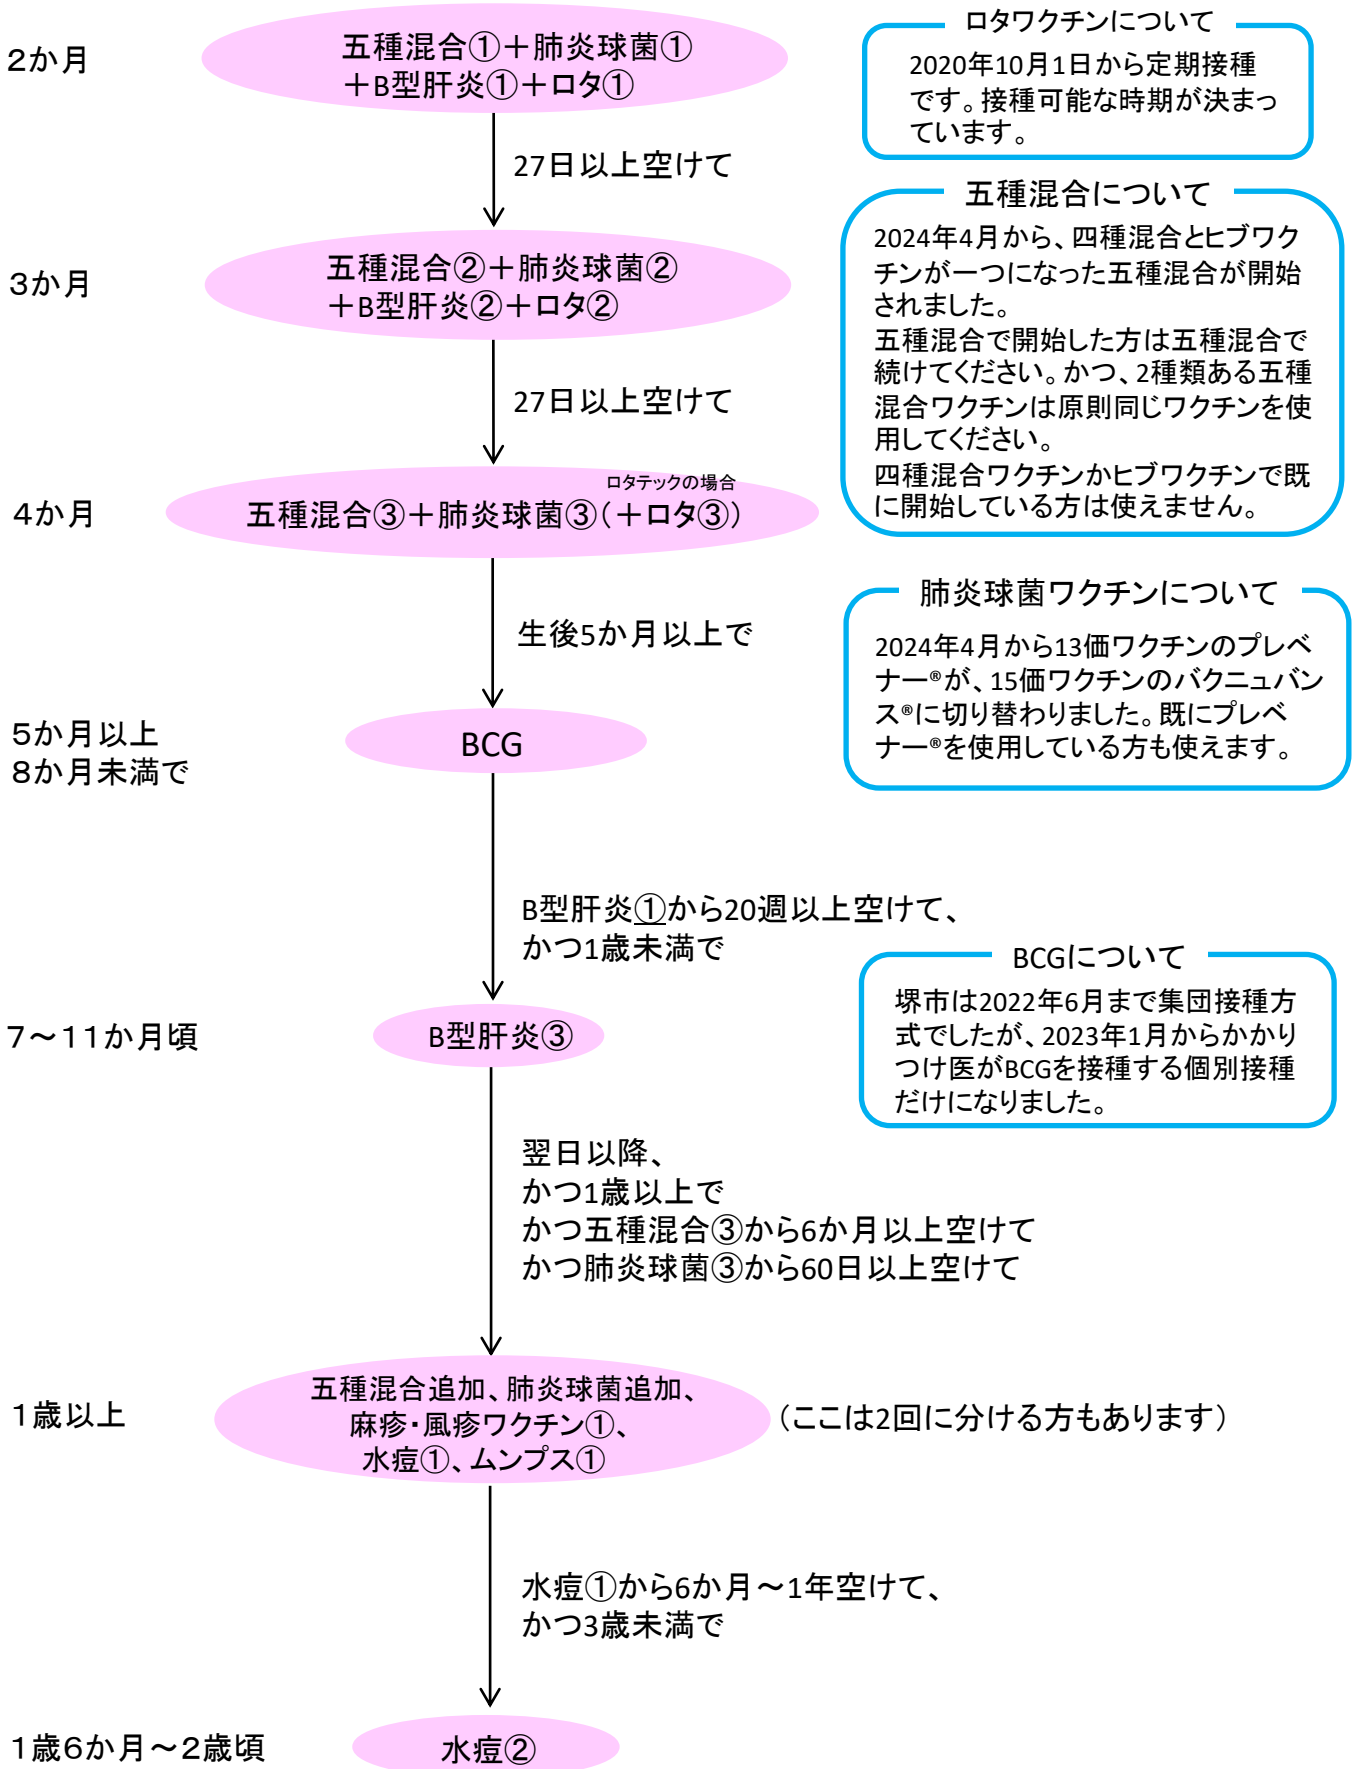 2か月
五種混合①＋肺炎球菌①
＋B型肝炎①＋ロタ①
27日以上空けて
3か月
五種混合②＋肺炎球菌②
＋B型肝炎②＋ロタ②
27日以上空けて
4か月
ロタテックの場合
五種混合③＋肺炎球菌③（＋ロタ③）
生後5か月以上で
5か月以上
8か月未満で
BCG
B型肝炎①から20週以上空けて、
かつ1歳未満で
7～11か月頃
B型肝炎③
翌日以降、
かつ1歳以上で
かつ五種混合③から6か月以上空けて
かつ肺炎球菌③から60日以上空けて
1歳以上
五種混合追加、肺炎球菌追加、
麻疹・風疹ワクチン①、
水痘①、ムンプス①
（ここは2回に分ける方もあります）
水痘①から6か月～1年空けて、
かつ3歳未満で
1歳6か月～2歳頃
水痘②
ロタワクチンについて
2020年10月1日から定期接種
です。接種可能な時期が決まっ
ています。
五種混合について
2024年4月から、四種混合とヒブワク
チンが一つになった五種混合が開始
されました。
五種混合で開始した方は五種混合で
続けてください。かつ、2種類ある五種
混合ワクチンは原則同じワクチンを使
用してください。
四種混合ワクチンかヒブワクチンで既
に開始している方は使えません。
肺炎球菌ワクチンについて
2024年4月から13価ワクチンのプレベ
ナー®が、15価ワクチンのバクニュバン
ス®に切り替わりました。既にプレベ
ナー®を使用している方も使えます。
BCGについて
堺市は2022年6月まで集団接種方
式でしたが、2023年1月からかかり
つけ医がBCGを接種する個別接種
だけになりました。